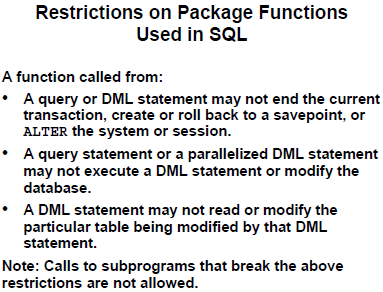 Restrictions on Package Functions
Used in SQL
A function called from:
• A query or DML statement may not end the current
transaction, create or roll back to a savepoint, or
ALTER the system or session.
• A query statement or a parallelized DML statement
may not execute a DML statement or modify the
database.
• A DML statement may not read or modify the
particular table being modified by that DML
statement.
Note: Calls to subprograms that break the above
restrictions are not allowed.